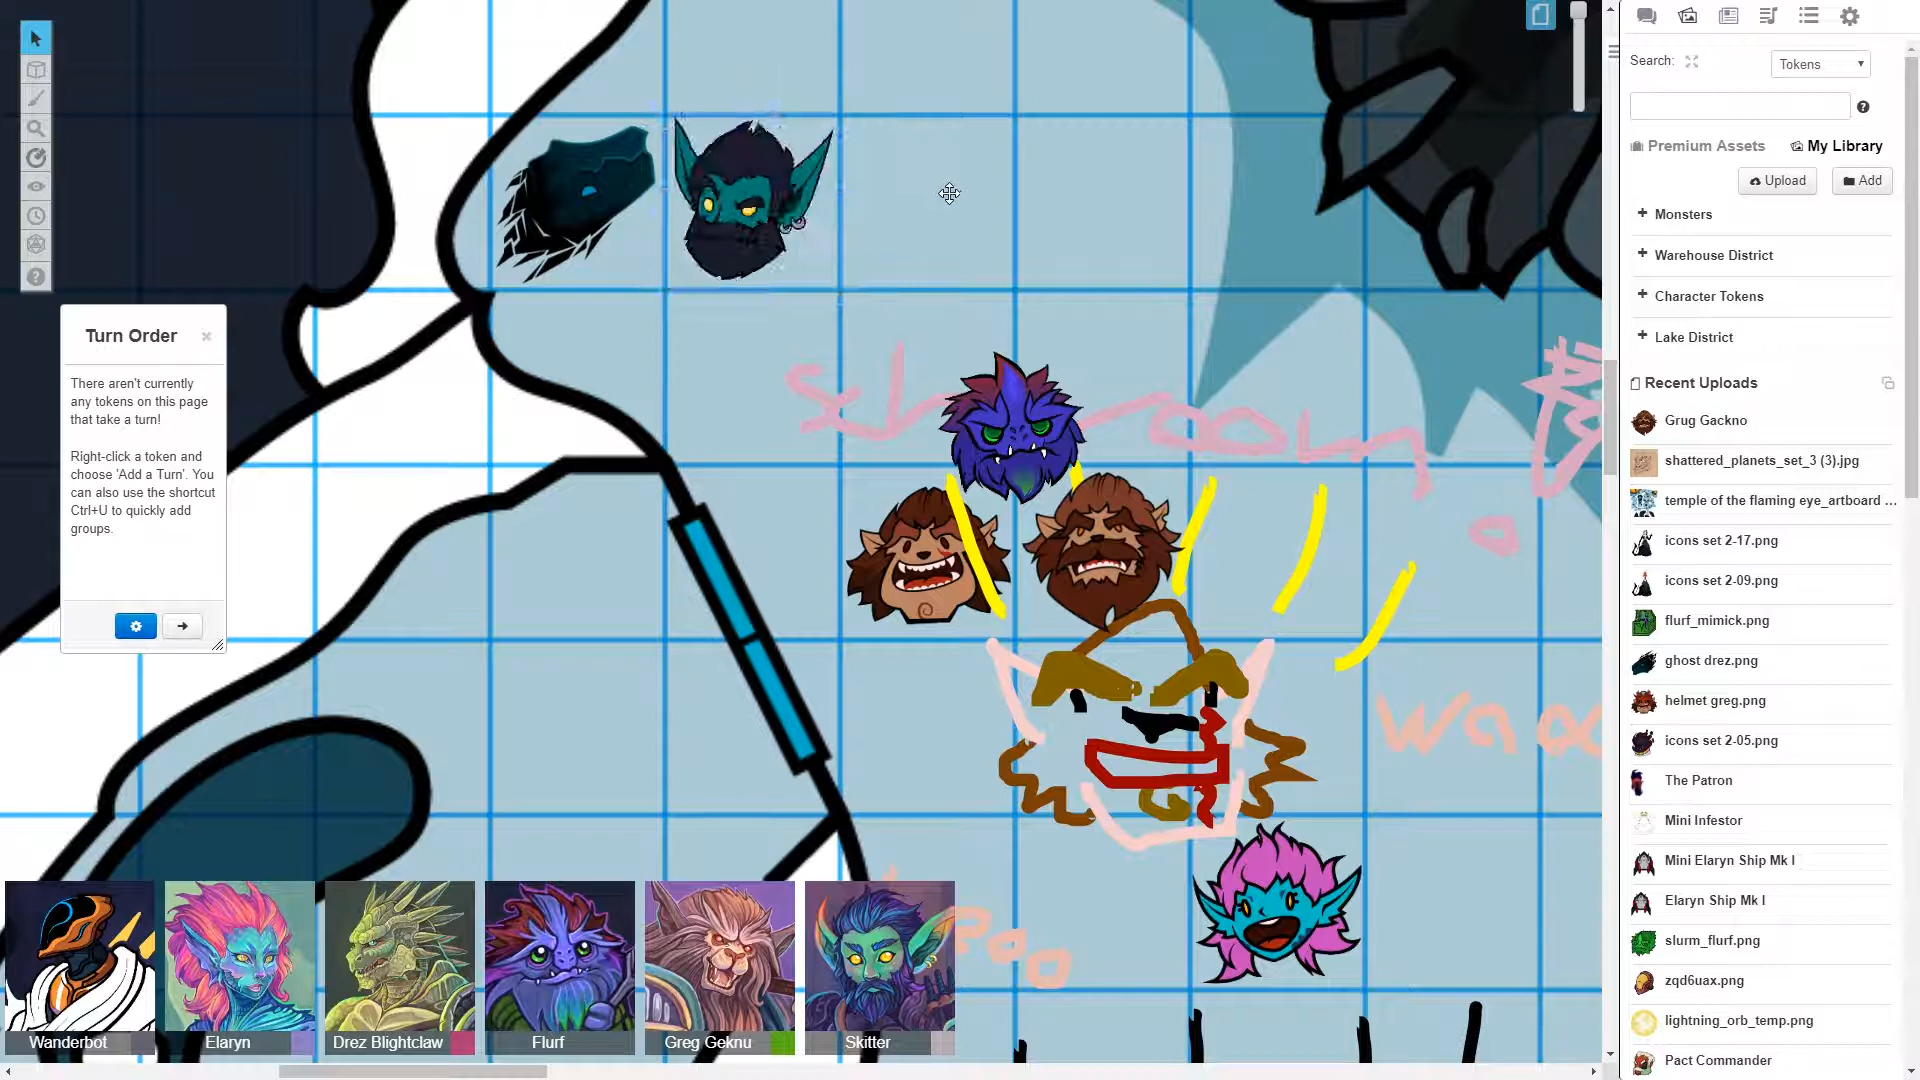 Search:
Tokens
Premium Assets
My Library
Upload
Add
Monsters
Warehouse District
Character Tokens
Lake District
Recent Uploads
Grug Gackno
shattered_planets_set_3 (3).jpg
temple of the flaming eye_artboard ...
icons set 2-17.png
icons set 2-09.png
flurf_mimick.png
ghost drez.png
helmet greg.png
icons set 2-05.png
The Patron
Mini Infestor
Mini Elaryn Ship Mk I
Elaryn Ship Mk I
slurm_flurf.png
zqd6uax.png
lightning_orb_temp.png
Pact Commander
Turn Order
There aren't currently
any tokens on this page
that take a turn!
Right-click a token and
choose 'Add a Turn'. You
can also use the shortcut
Ctrl+U to quickly add
groups.
Wanderbot
Elaryn
Drez Blightclaw
Flurf
Greg Geknu
Skitter